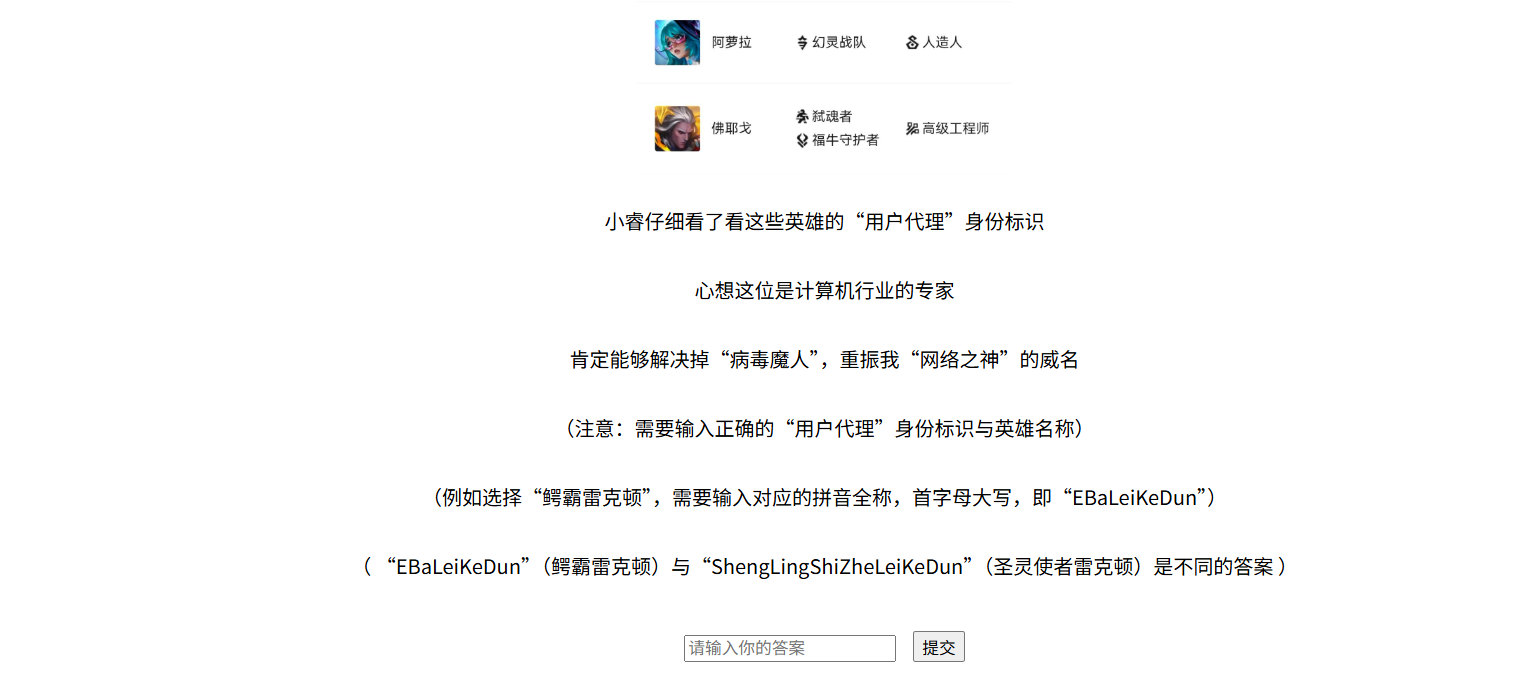 阿萝拉 幻灵战队 人造人
佛耶戈 弑魂者 高级工程师
福牛守护者
小睿仔细看了看这些英雄的“用户代理”身份标识
心想这位是计算机行业的专家
肯定能够解决掉“病毒魔人”，重振我“网络之神”的威名
（注意：需要输入正确的“用户代理”身份标识与英雄名称）
（例如选择“鳄霸雷克顿”，需要输入对应的拼音全称，首字母大写，即“EBaLeiKeDun”）
（ “EBaLeiKeDun”（鳄霸雷克顿）与“ShengLingShiZheLeiKeDun”（圣灵使者雷克顿）是不同的答案 ）
请输入你的答案 提交